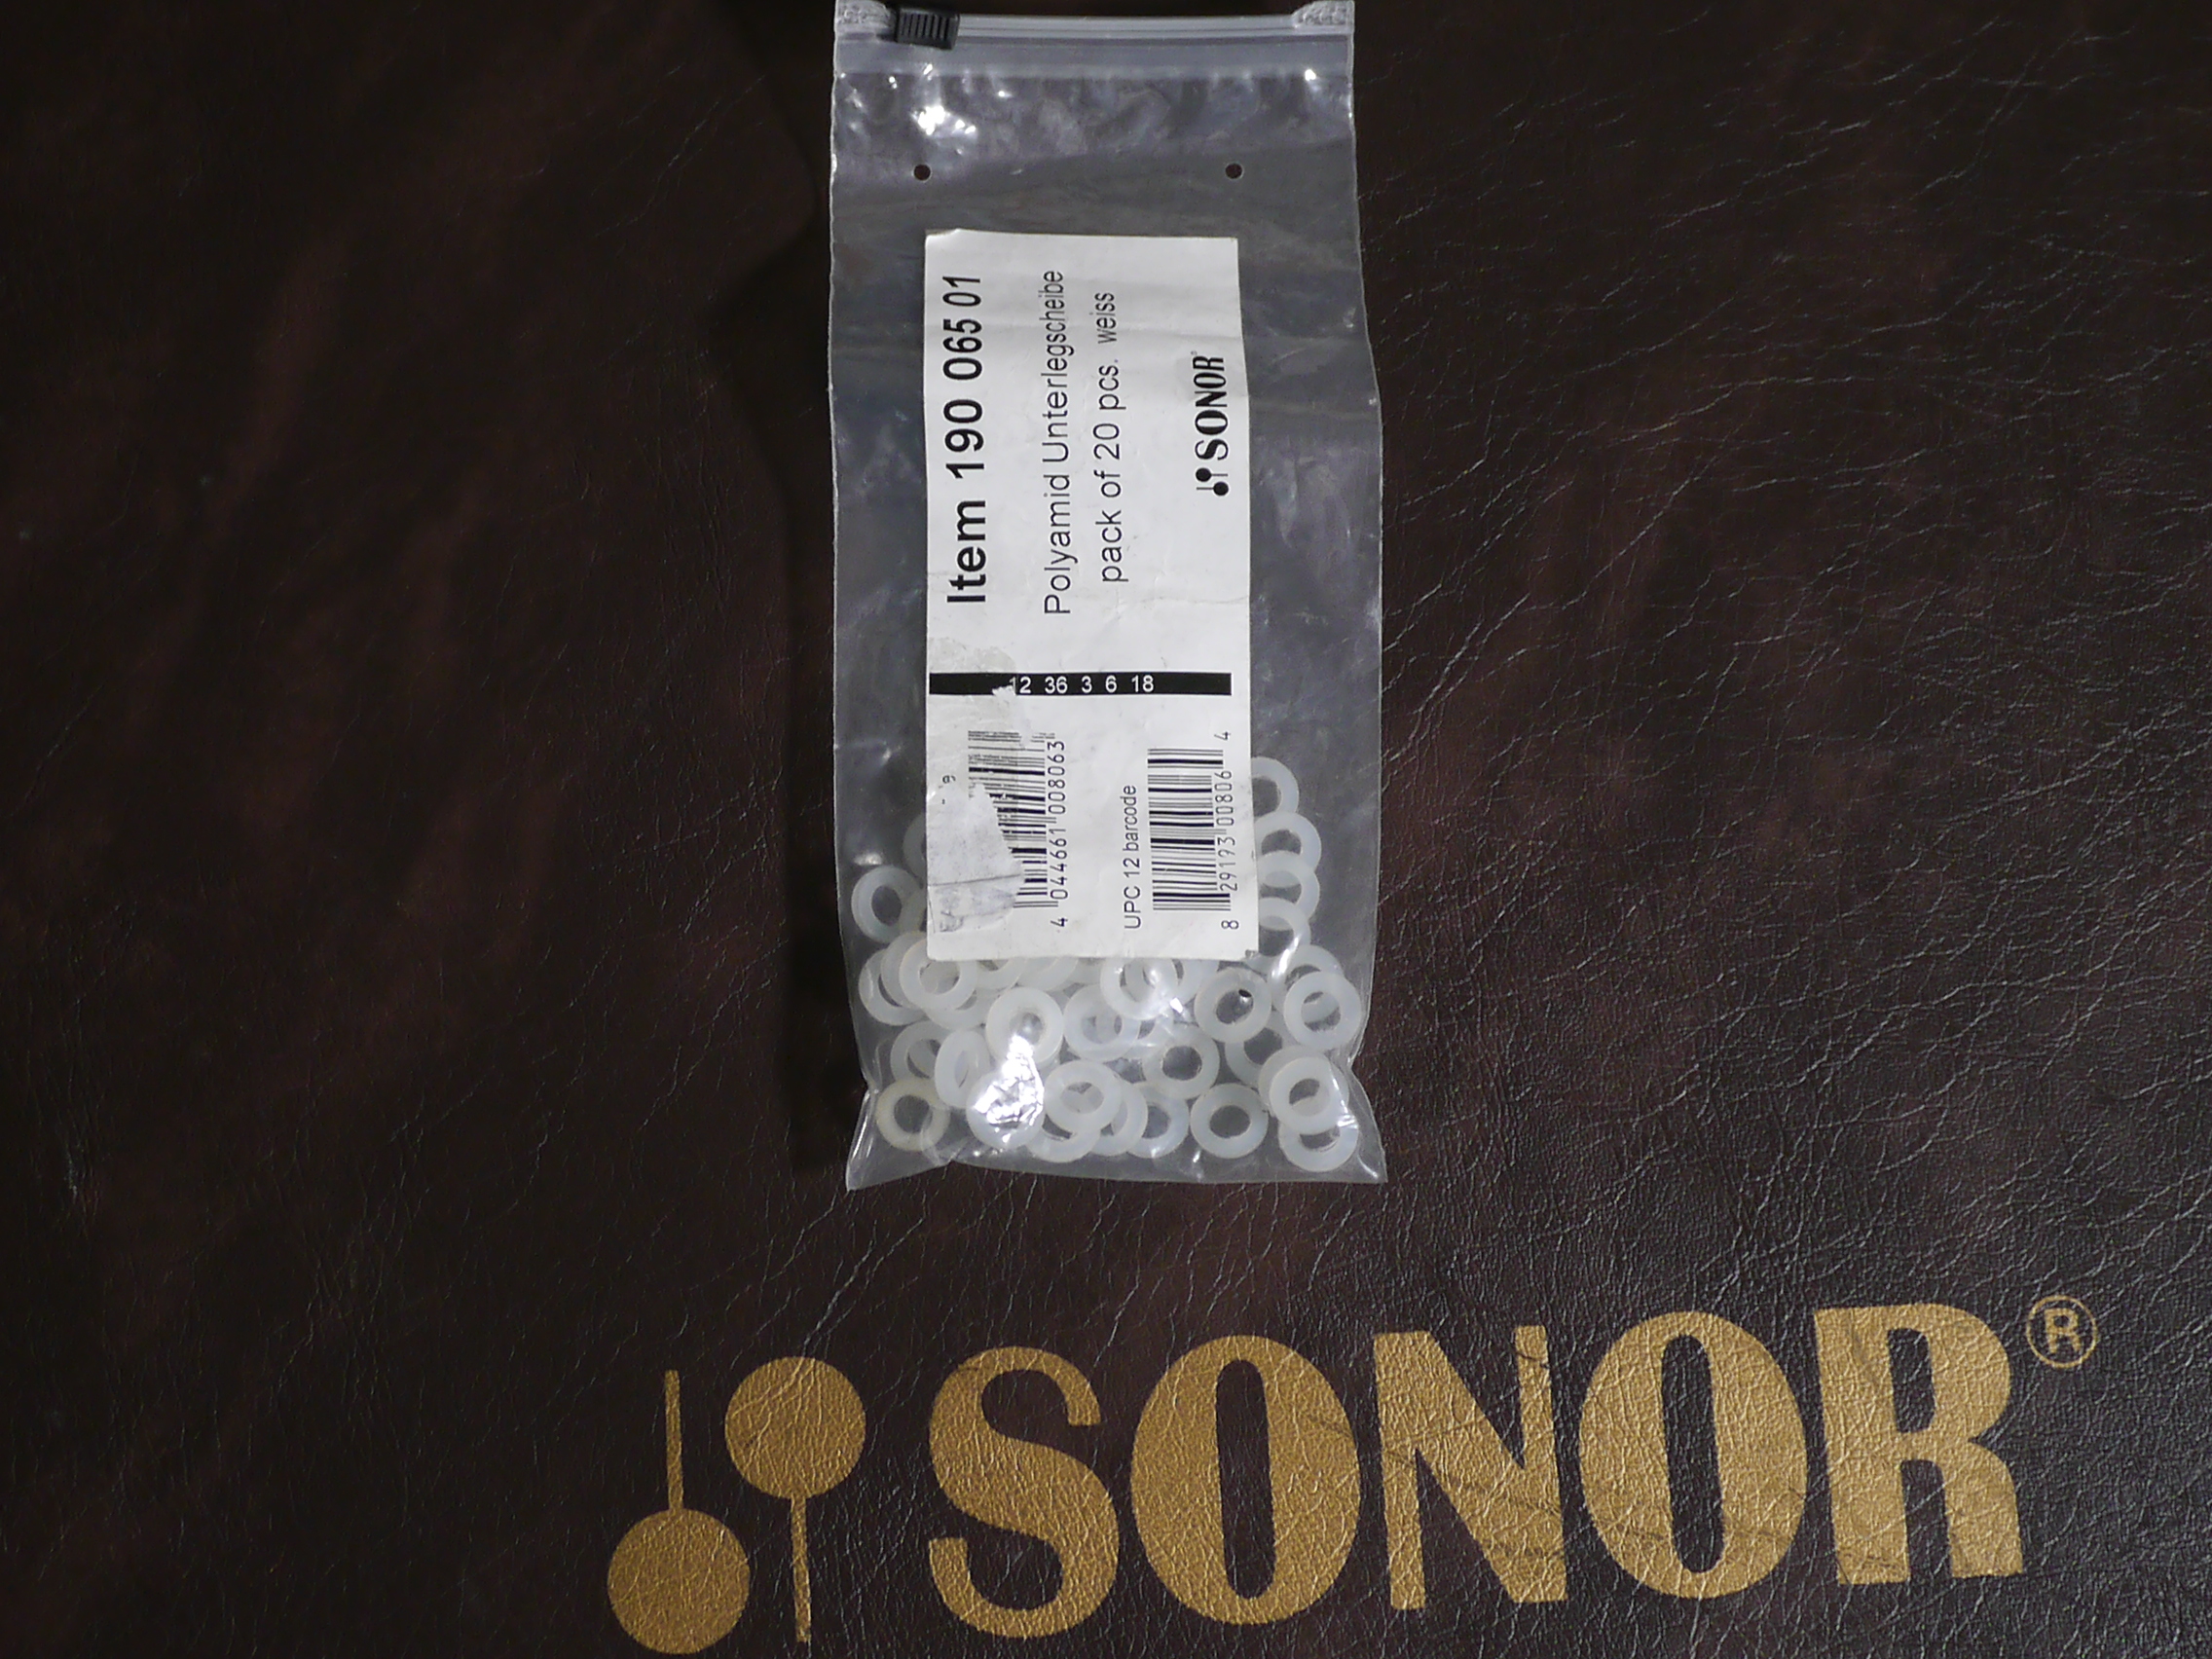 Item 190 065 01
Polyamid Unterlegscheibe
pack of 20 pcs. weiss
SONOR
12 36 3 6 18
4 044661 008063
UPC 12 barcode
8 29193 00806 4
SONOR®